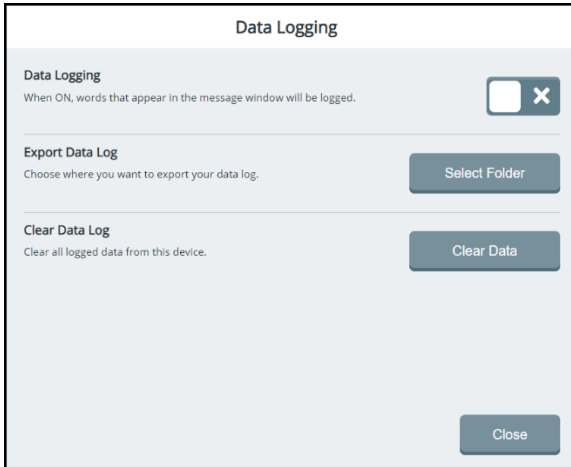 Data Logging
Data Logging
When ON, words that appear in the message window will be logged.
Export Data Log
Choose where you want to export your data log.
Select Folder
Clear Data Log
Clear all logged data from this device.
Clear Data
Close